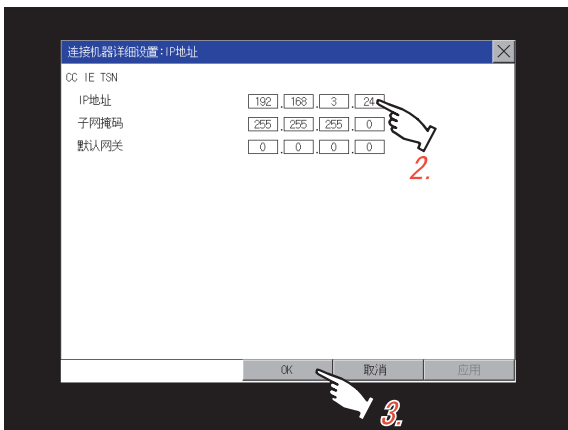 连接机器详细设置:IP地址
CC IE TSN
IP地址 192 . 168 . 3 . 24
子网掩码 255 . 255 . 255 . 0
默认网关 0 . 0 . 0 . 0
2.
OK 取消 应用
3.